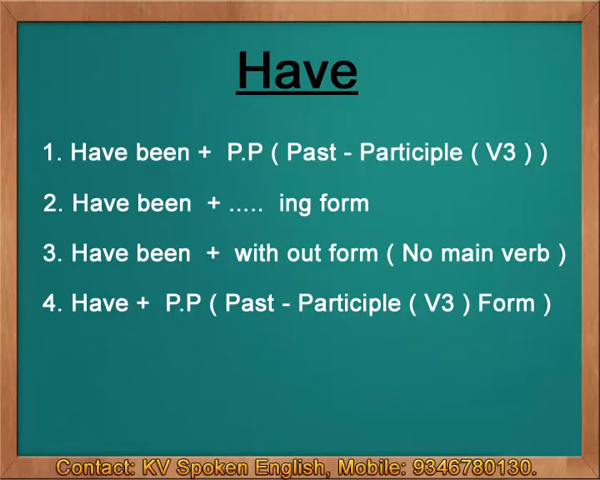 Have
1. Have been + P.P ( Past - Participle ( V3 ) )
2. Have been + ..... ing form
3. Have been + with out form ( No main verb )
4. Have + P.P ( Past - Participle ( V3 ) Form )
Contact: KV Spoken English, Mobile: 9346780130.